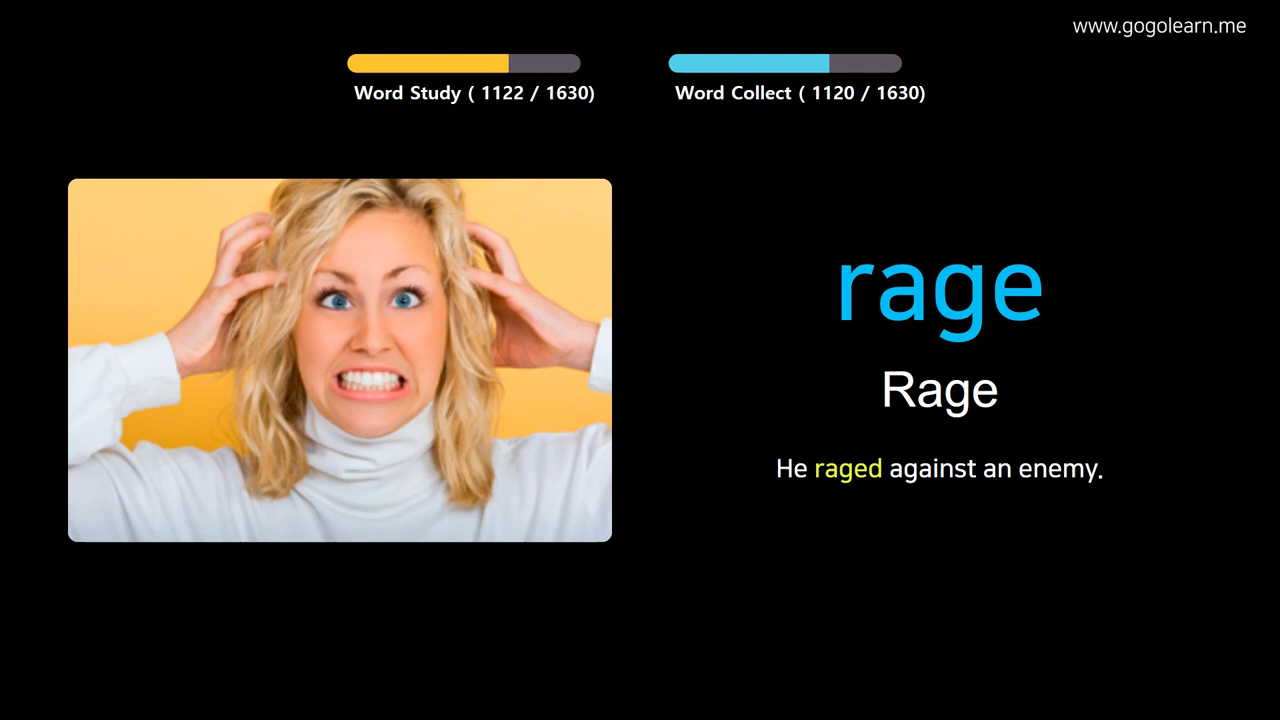 www.gogolearn.me
Word Study ( 1122 / 1630)
Word Collect ( 1120 / 1630)
rage
Rage
He raged against an enemy.